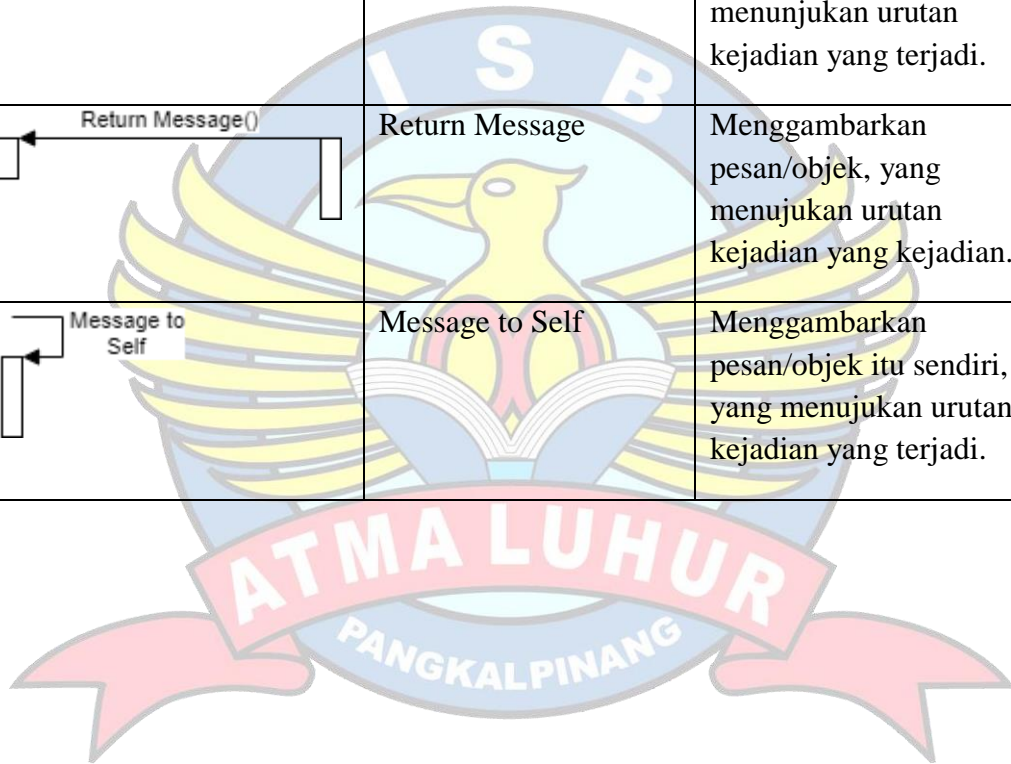 menunjukan urutan
kejadian yang terjadi.
Return Message()
Return Message
Menggambarkan
pesan/objek, yang
menujukan urutan
kejadian yang kejadian.
Message to
Self
Message to Self
Menggambarkan
pesan/objek itu sendiri,
yang menujukan urutan
kejadian yang terjadi.
I S B
ATMA LUHUR
PANGKALPINANG